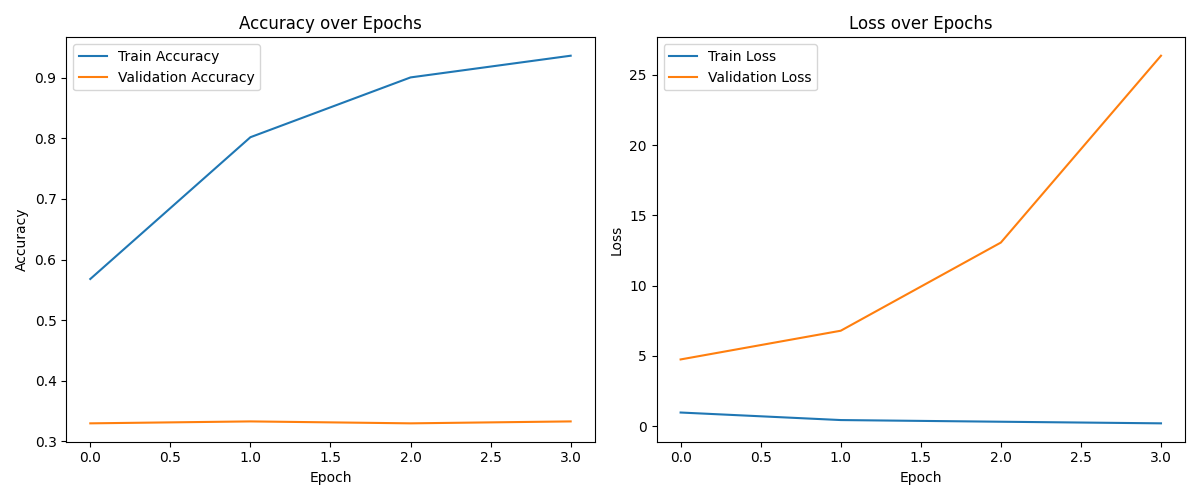 Accuracy over Epochs
Train Accuracy
Validation Accuracy
Accuracy
0.9
0.8
0.7
0.6
0.5
0.4
0.3
0.0 0.5 1.0 1.5 2.0 2.5 3.0
Epoch
Loss over Epochs
Train Loss
Validation Loss
Loss
25
20
15
10
5
0
0.0 0.5 1.0 1.5 2.0 2.5 3.0
Epoch